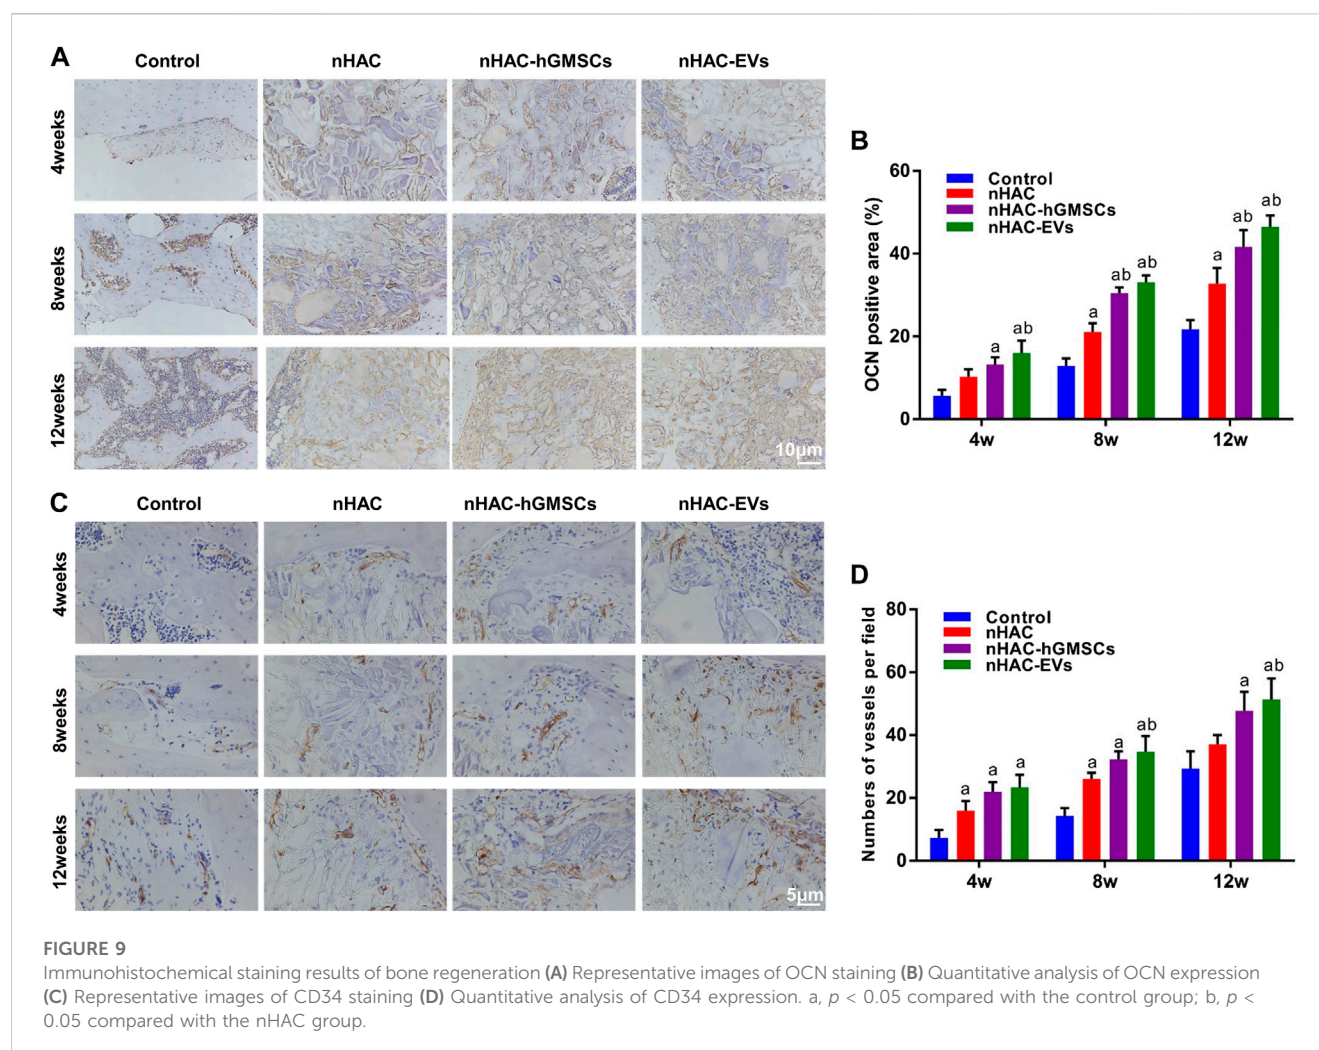 A
Control nHAC nHAC-hGMSCs nHAC-EVs
4weeks
8weeks
12weeks
10μm
B
OCN positive area (%)
60
40
20
0
Control
nHAC
nHAC-hGMSCs
nHAC-EVs
a ab
a ab ab
a ab ab
4w 8w 12w
C
Control nHAC nHAC-hGMSCs nHAC-EVs
4weeks
8weeks
12weeks
5μm
D
Numbers of vessels per field
80
60
40
20
0
Control
nHAC
nHAC-hGMSCs
nHAC-EVs
a a a
a a ab
a ab
4w 8w 12w
FIGURE 9
Immunohistochemical staining results of bone regeneration (A) Representative images of OCN staining (B) Quantitative analysis of OCN expression
(C) Representative images of CD34 staining (D) Quantitative analysis of CD34 expression. a, p < 0.05 compared with the control group; b, p <
0.05 compared with the nHAC group.